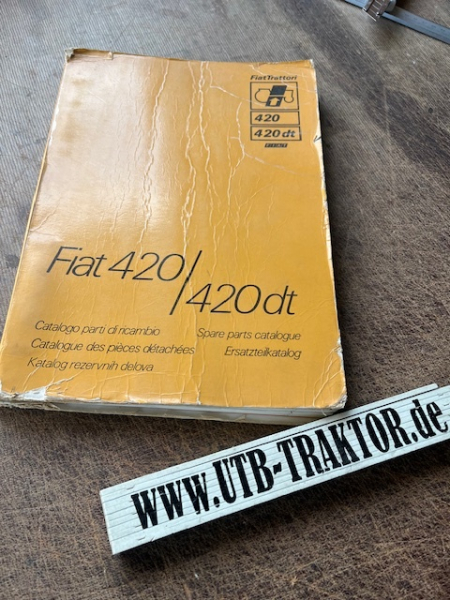 FiatTrattori
420
420 dt
FIAT
Fiat 420/420 dt
Catalogo parti di ricambio
Spare parts catalogue
Catalogue des pièces détachées
Ersatzteilkatalog
Katalog rezervnih delova
WWW.UTB-TRAKTOR.de